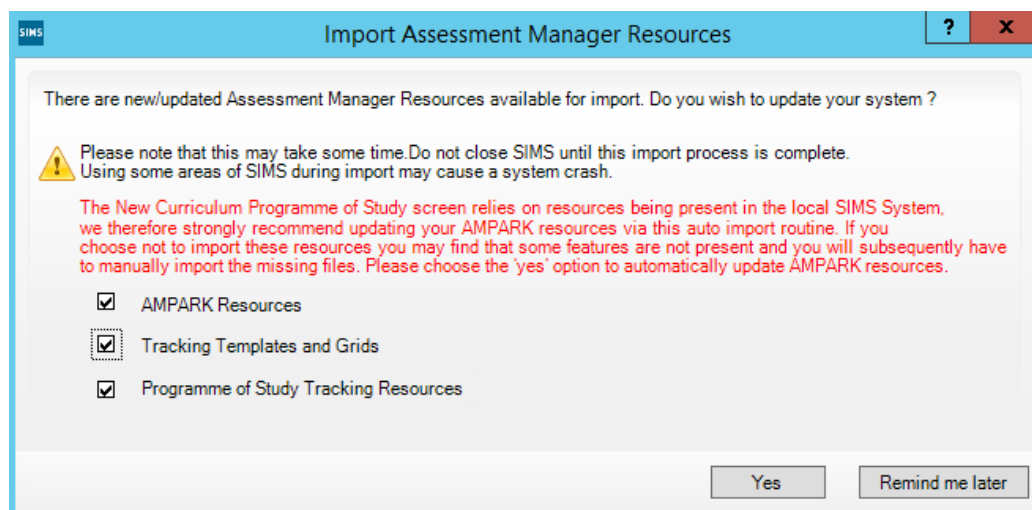 SIMS
Import Assessment Manager Resources
? x
There are new/updated Assessment Manager Resources available for import. Do you wish to update your system ?
Please note that this may take some time.Do not close SIMS until this import process is complete.
Using some areas of SIMS during import may cause a system crash.
The New Curriculum Programme of Study screen relies on resources being present in the local SIMS System,
we therefore strongly recommend updating your AMPARK resources via this auto import routine. If you
choose not to import these resources you may find that some features are not present and you will subsequently have
to manually import the missing files. Please choose the 'yes' option to automatically update AMPARK resources.
AMPARK Resources
Tracking Templates and Grids
Programme of Study Tracking Resources
Yes
Remind me later